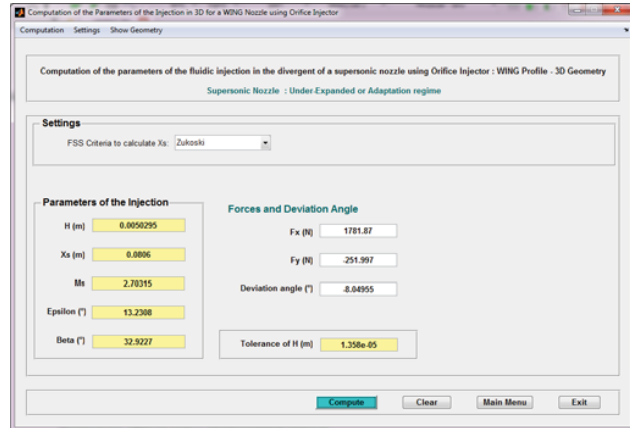 Computation of the Parameters of the Injection in 3D for a WING Nozzle using Orifice Injector
Computation Settings Show Geometry
Computation of the parameters of the fluidic injection in the divergent of a supersonic nozzle using Orifice Injector : WING Profile - 3D Geometry
Supersonic Nozzle : Under-Expanded or Adaptation regime
Settings
FSS Criteria to calculate Xs: Zukoski
Parameters of the Injection
H (m) 0.0050295
Xs (m) 0.0806
Ms 2.70315
Epsilon (°) 13.2308
Beta (°) 32.9227
Forces and Deviation Angle
Fx (N) 1781.87
Fy (N) -251.997
Deviation angle (°) -8.04955
Tolerance of H (m) 1.358e-05
Compute Clear Main Menu Exit